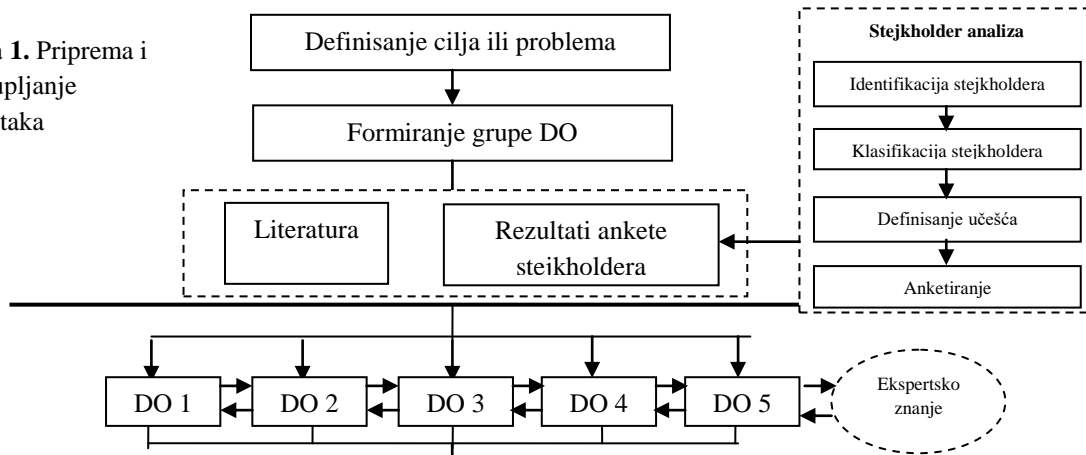 1. Priprema i
upljanje
taka
Definisanje cilja ili problema
Formiranje grupe DO
Literatura
Rezultati ankete
stejkholdera
Stejkholder analiza
Identifikacija stejkholdera
Klasifikacija stejkholdera
Definisanje učešća
Anketiranje
DO 1
DO 2
DO 3
DO 4
DO 5
Ekspertsko
znanje